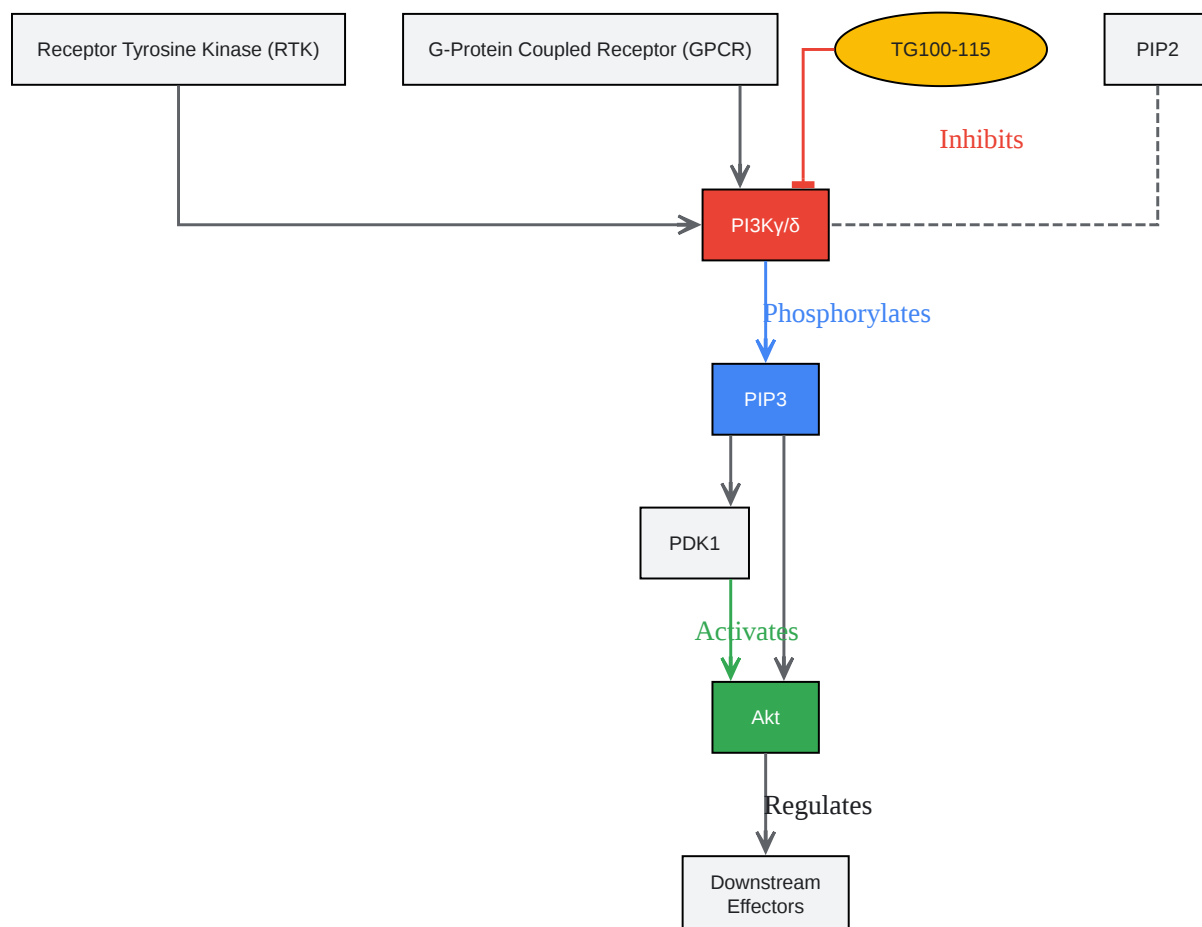 Receptor Tyrosine Kinase (RTK)
G-Protein Coupled Receptor (GPCR)
TG100-115
PIP2
Inhibits
PI3Kγ/δ
Phosphorylates
PIP3
PDK1
Activates
Akt
Regulates
Downstream
Effectors